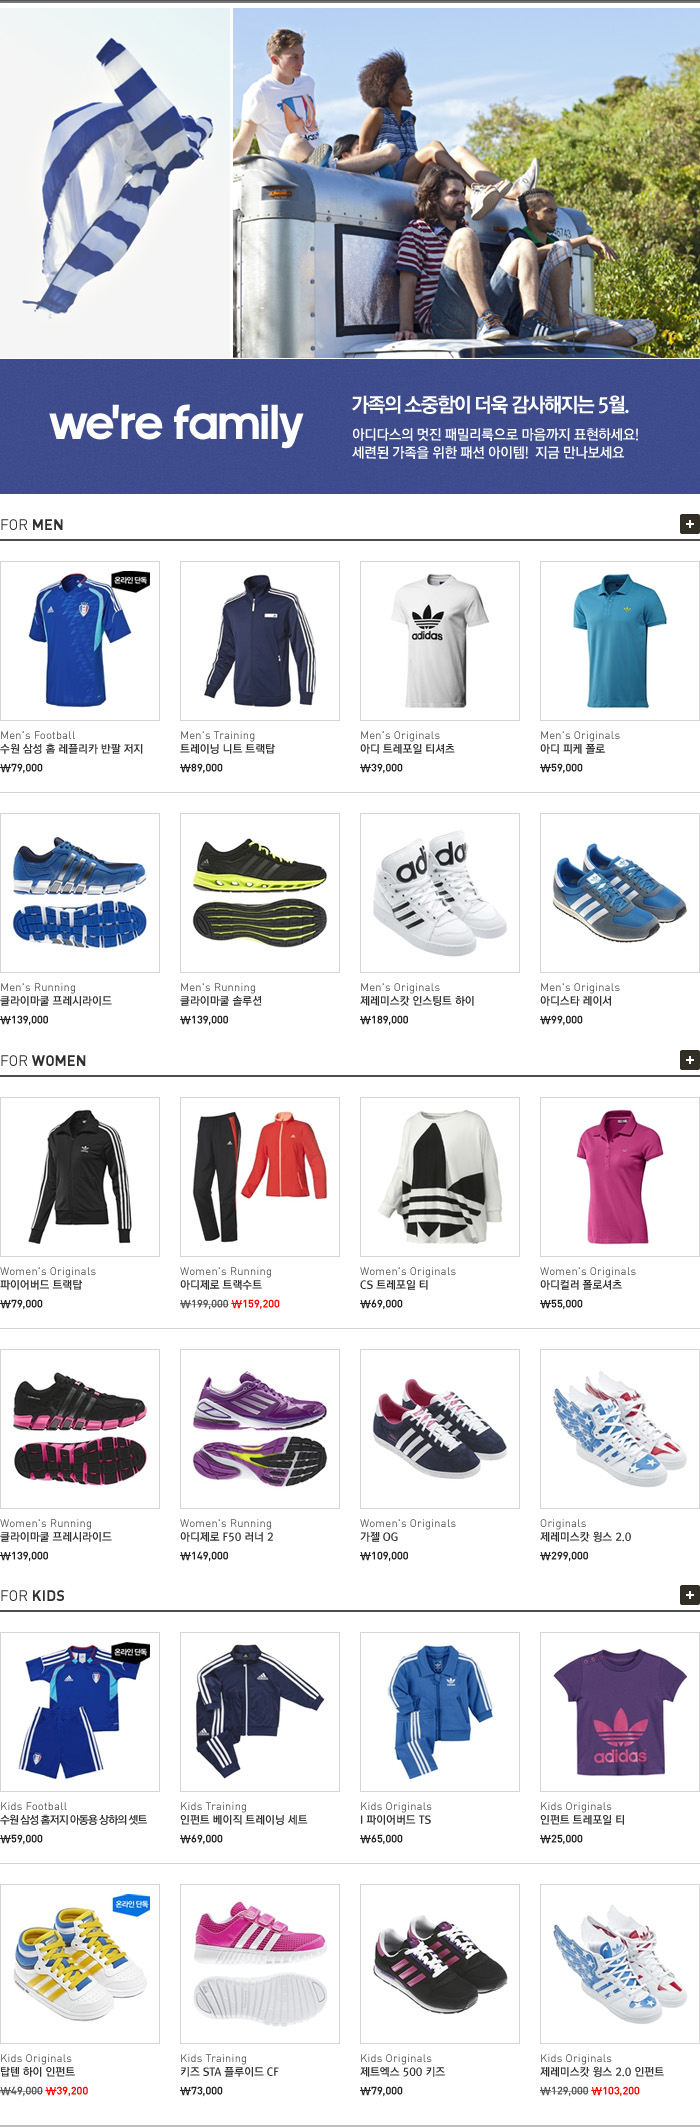 we're family
가족의 소중함이 더욱 감사해지는 5월.
아디다스의 멋진 패밀리룩으로 마음까지 표현하세요!
세련된 가족을 위한 패션 아이템! 지금 만나보세요
FOR MEN
+
온라인 단독
adidas
Men's Football
수원 삼성 홈 레플리카 반팔 저지
₩79,000
Men's Training
트레이닝 니트 트랙탑
₩89,000
Men's Originals
아디 트레포일 티셔츠
₩39,000
Men's Originals
아디 피케 폴로
₩59,000
Men's Running
클라이마쿨 프레시라이드
₩139,000
Men's Running
클라이마쿨 솔루션
₩139,000
Men's Originals
제레미스캇 인스팅트 하이
₩189,000
Men's Originals
아디스타 레이서
₩99,000
FOR WOMEN
+
Women's Originals
파이어버드 트랙탑
₩79,000
Women's Running
아디제로 트랙수트
₩199,000 ₩159,200
Women's Originals
CS 트레포일 티
₩69,000
Women's Originals
아디컬러 폴로셔츠
₩55,000
Women's Running
클라이마쿨 프레시라이드
₩139,000
Women's Running
아디제로 F50 러너 2
₩149,000
Women's Originals
가젤 OG
₩109,000
Originals
제레미스캇 윙스 2.0
₩299,000
FOR KIDS
+
온라인 단독
adidas
Kids Football
수원 삼성 홈저지 아동용 상하의 셋트
₩59,000
Kids Training
인펀트 베이직 트레이닝 세트
₩69,000
Kids Originals
I 파이어버드 TS
₩65,000
Kids Originals
인펀트 트레포일 티
₩25,000
온라인 단독
Kids Originals
탑텐 하이 인펀트
₩49,000 ₩39,200
Kids Training
키즈 STA 플루이드 CF
₩73,000
Kids Originals
제트엑스 500 키즈
₩79,000
Kids Originals
제레미스캇 윙스 2.0 인펀트
₩129,000 ₩103,200